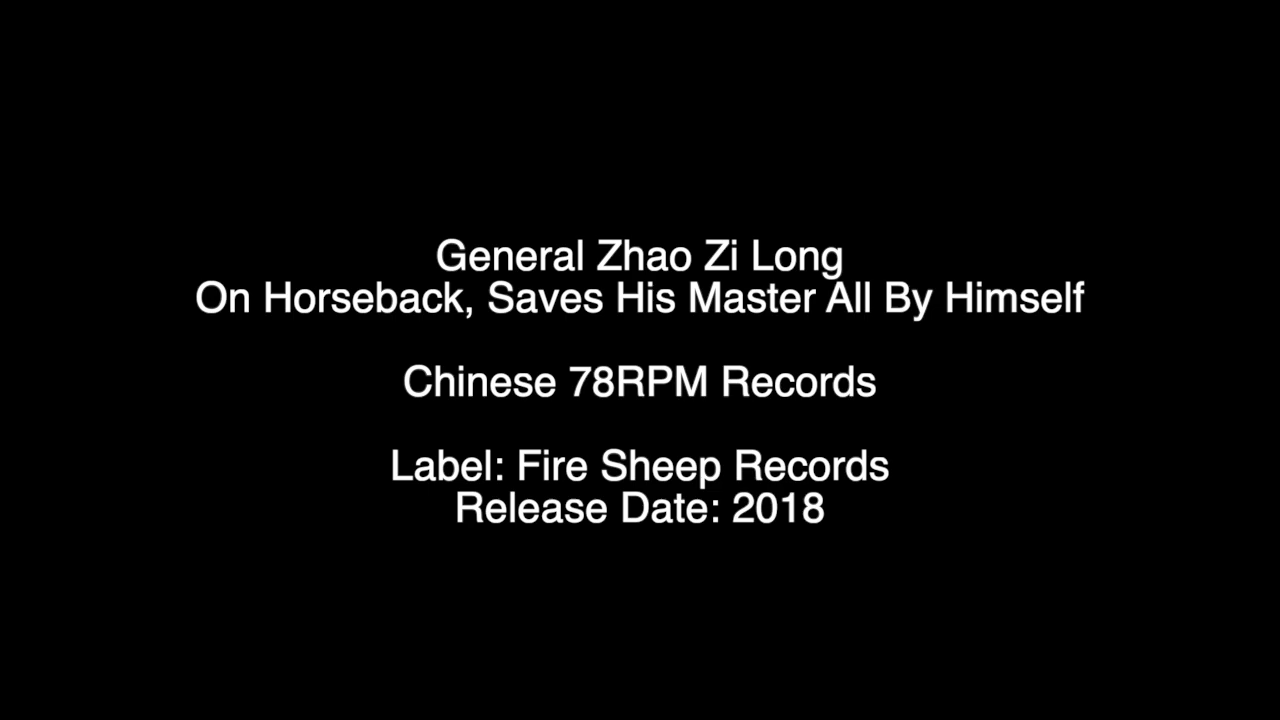 General Zhao Zi Long
On Horseback, Saves His Master All By Himself
Chinese 78RPM Records
Label: Fire Sheep Records
Release Date: 2018